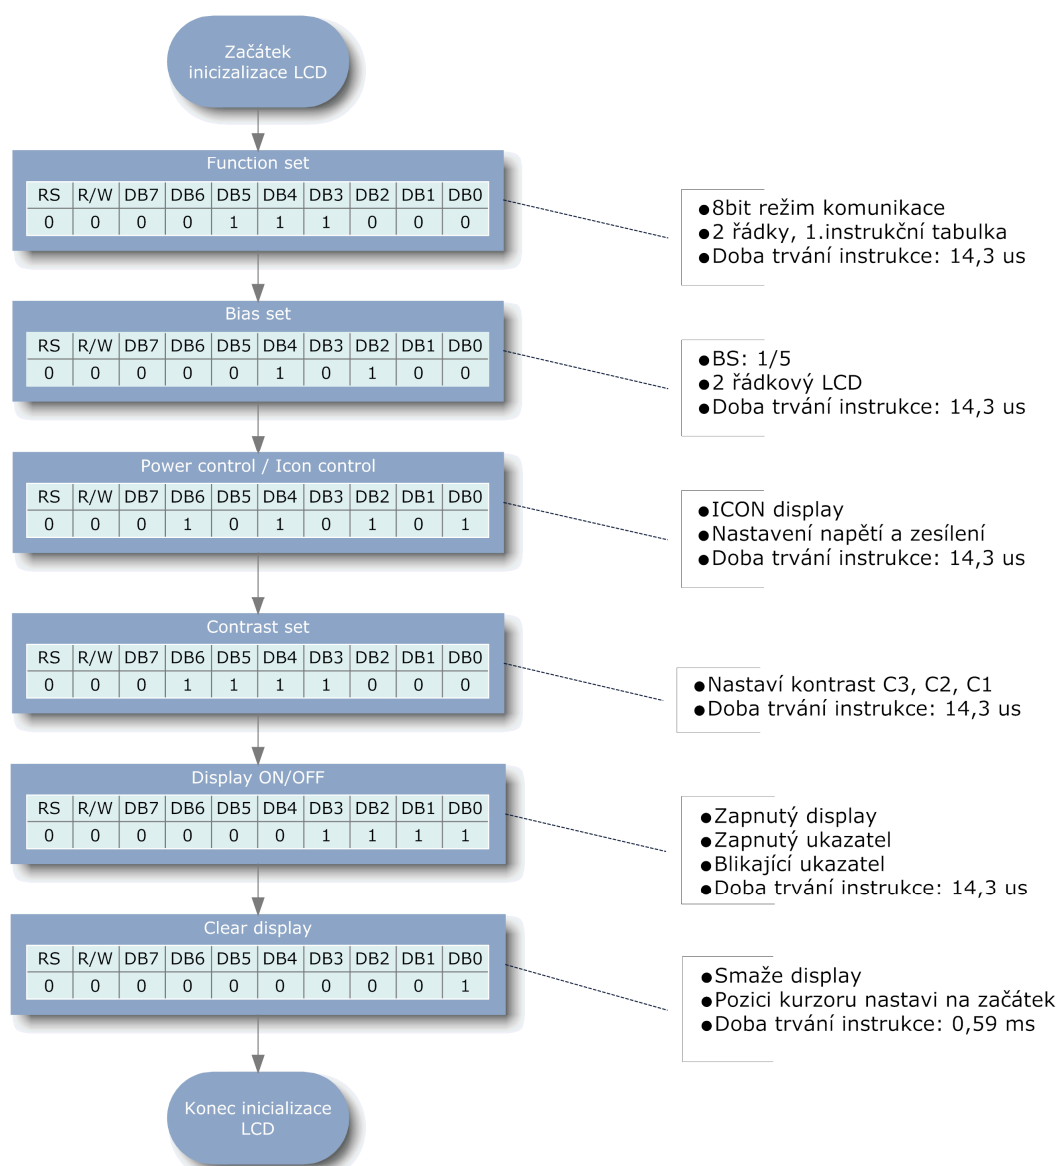 Začátek
inicizalizace LCD
Function set
RS R/W DB7 DB6 DB5 DB4 DB3 DB2 DB1 DB0
0 0 0 0 1 1 1 0 0 0
●8bit režim komunikace
●2 řádky, 1.instrukční tabulka
●Doba trvání instrukce: 14,3 us
Bias set
RS R/W DB7 DB6 DB5 DB4 DB3 DB2 DB1 DB0
0 0 0 0 0 1 0 1 0 0
●BS: 1/5
●2 řádkový LCD
●Doba trvání instrukce: 14,3 us
Power control / Icon control
RS R/W DB7 DB6 DB5 DB4 DB3 DB2 DB1 DB0
0 0 0 1 0 1 0 1 0 1
●ICON display
●Nastavení napětí a zesílení
●Doba trvání instrukce: 14,3 us
Contrast set
RS R/W DB7 DB6 DB5 DB4 DB3 DB2 DB1 DB0
0 0 0 1 1 1 1 0 0 0
●Nastaví kontrast C3, C2, C1
●Doba trvání instrukce: 14,3 us
Display ON/OFF
RS R/W DB7 DB6 DB5 DB4 DB3 DB2 DB1 DB0
0 0 0 0 0 0 1 1 1 1
●Zapnutý display
●Zapnutý ukazatel
●Blikající ukazatel
●Doba trvání instrukce: 14,3 us
Clear display
RS R/W DB7 DB6 DB5 DB4 DB3 DB2 DB1 DB0
0 0 0 0 0 0 0 0 0 1
●Smaže display
●Pozici kurzoru nastavi na začátek
●Doba trvání instrukce: 0,59 ms
Konec inicializace
LCD